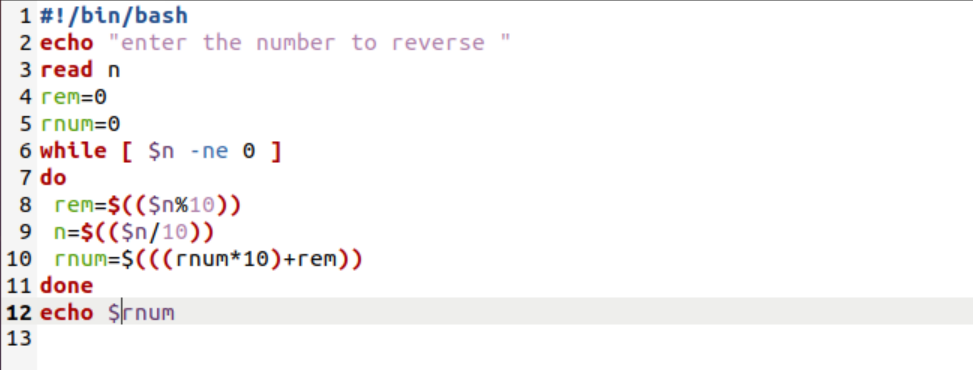 1 #!/bin/bash
2 echo "enter the number to reverse "
3 read n
4 rem=0
5 rnum=0
6 while [ $n -ne 0 ]
7 do
8  rem=$(($n%10))
9  n=$(($n/10))
10  rnum=$(((rnum*10)+rem))
11 done
12 echo $rnum
13